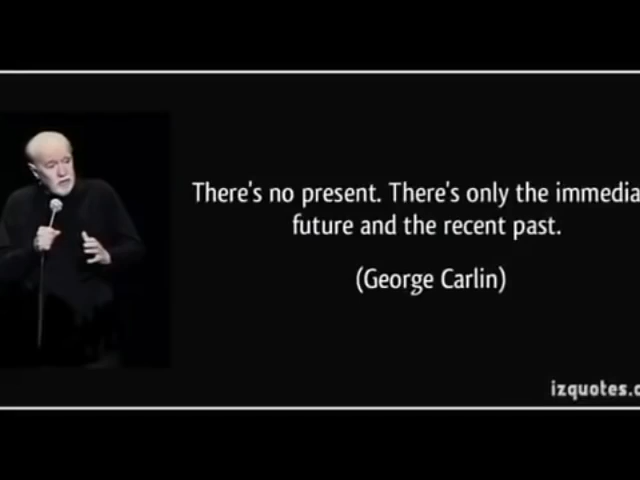 There's no present. There's only the immedia
future and the recent past.
(George Carlin)
izquotes.